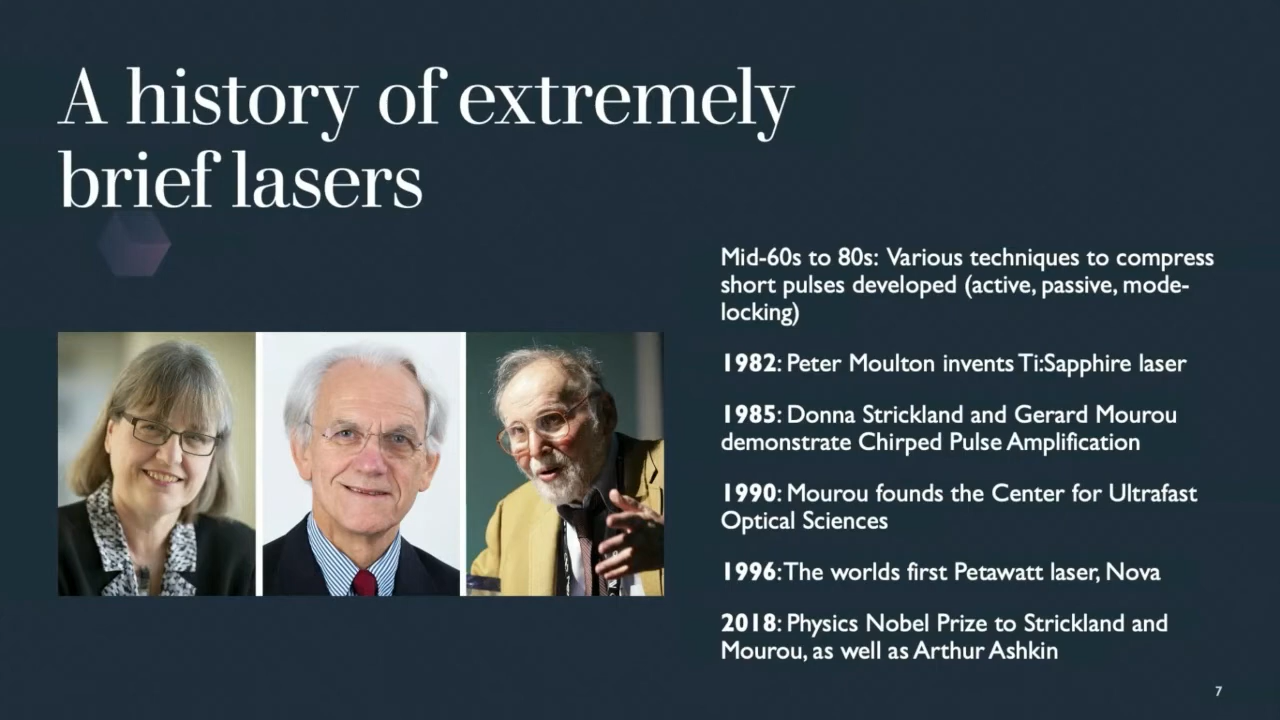 A history of extremely
brief lasers
Mid-60s to 80s: Various techniques to compress
short pulses developed (active, passive, mode-
locking)
1982: Peter Moulton invents Ti:Sapphire laser
1985: Donna Strickland and Gerard Mourou
demonstrate Chirped Pulse Amplification
1990: Mourou founds the Center for Ultrafast
Optical Sciences
1996: The worlds first Petawatt laser, Nova
2018: Physics Nobel Prize to Strickland and
Mourou, as well as Arthur Ashkin
7